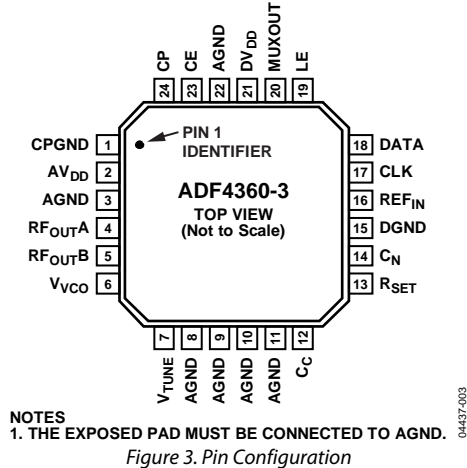 CP
CE
AGND
DVDD
MUXOUT
LE
24
23
22
21
20
19
CPGND 1
AVDD 2
AGND 3
RFOUTA 4
RFOUTB 5
VVCO 6
PIN 1
IDENTIFIER
ADF4360-3
TOP VIEW
(Not to Scale)
18 DATA
17 CLK
16 REFIN
15 DGND
14 CN
13 RSET
7
8
9
10
11
12
VTUNE
AGND
AGND
AGND
AGND
CC
NOTES
1. THE EXPOSED PAD MUST BE CONNECTED TO AGND.
04437-003
Figure 3. Pin Configuration